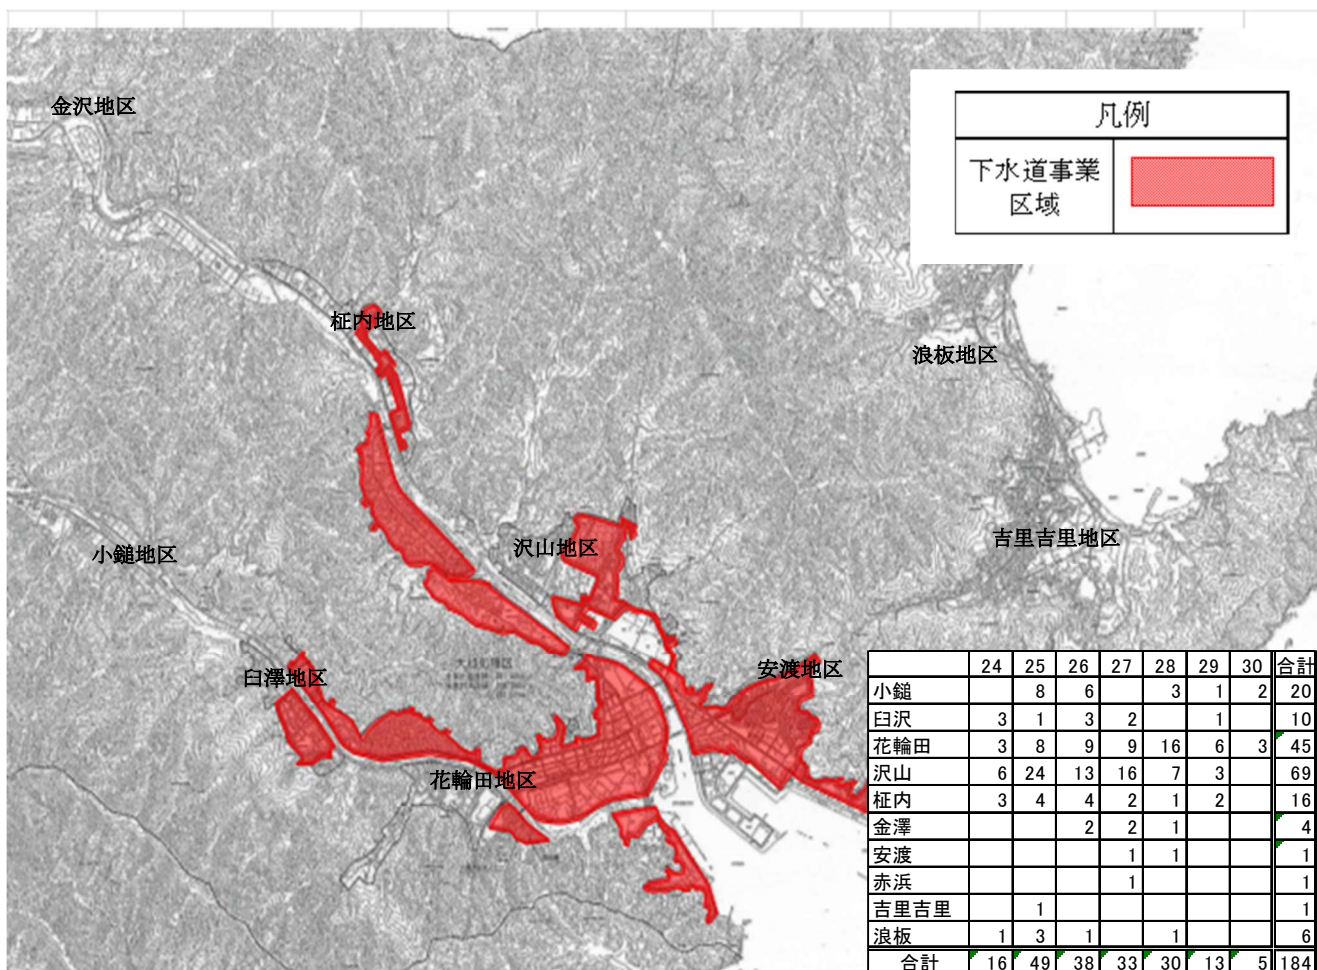 金沢地区
凡例
下水道事業
区域
柾内地区
浪板地区
吉里吉里地区
沢山地区
小鎚地区
臼澤地区
安渡地区
花輪田地区
24 25 26 27 28 29 30 合計
小鎚 8 6 3 1 2 20
臼沢 3 1 3 2 1 10
花輪田 3 8 9 9 16 6 3 45
沢山 6 24 13 16 7 3 69
柾内 3 4 4 2 1 2 16
金澤 2 2 1 4
安渡 1 1 1
赤浜 1 1
吉里吉里 1 1
浪板 1 3 1 1 6
合計 16 49 38 33 30 13 5 184